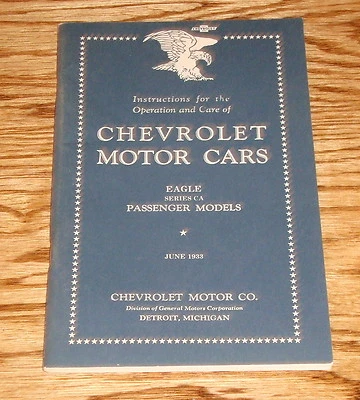 Instructions for the
Operation and Care of
CHEVROLET
MOTOR CARS
EAGLE
SERIES CA
PASSENGER MODELS
JUNE 1933
CHEVROLET MOTOR CO.
Division of General Motors Corporation
DETROIT, MICHIGAN